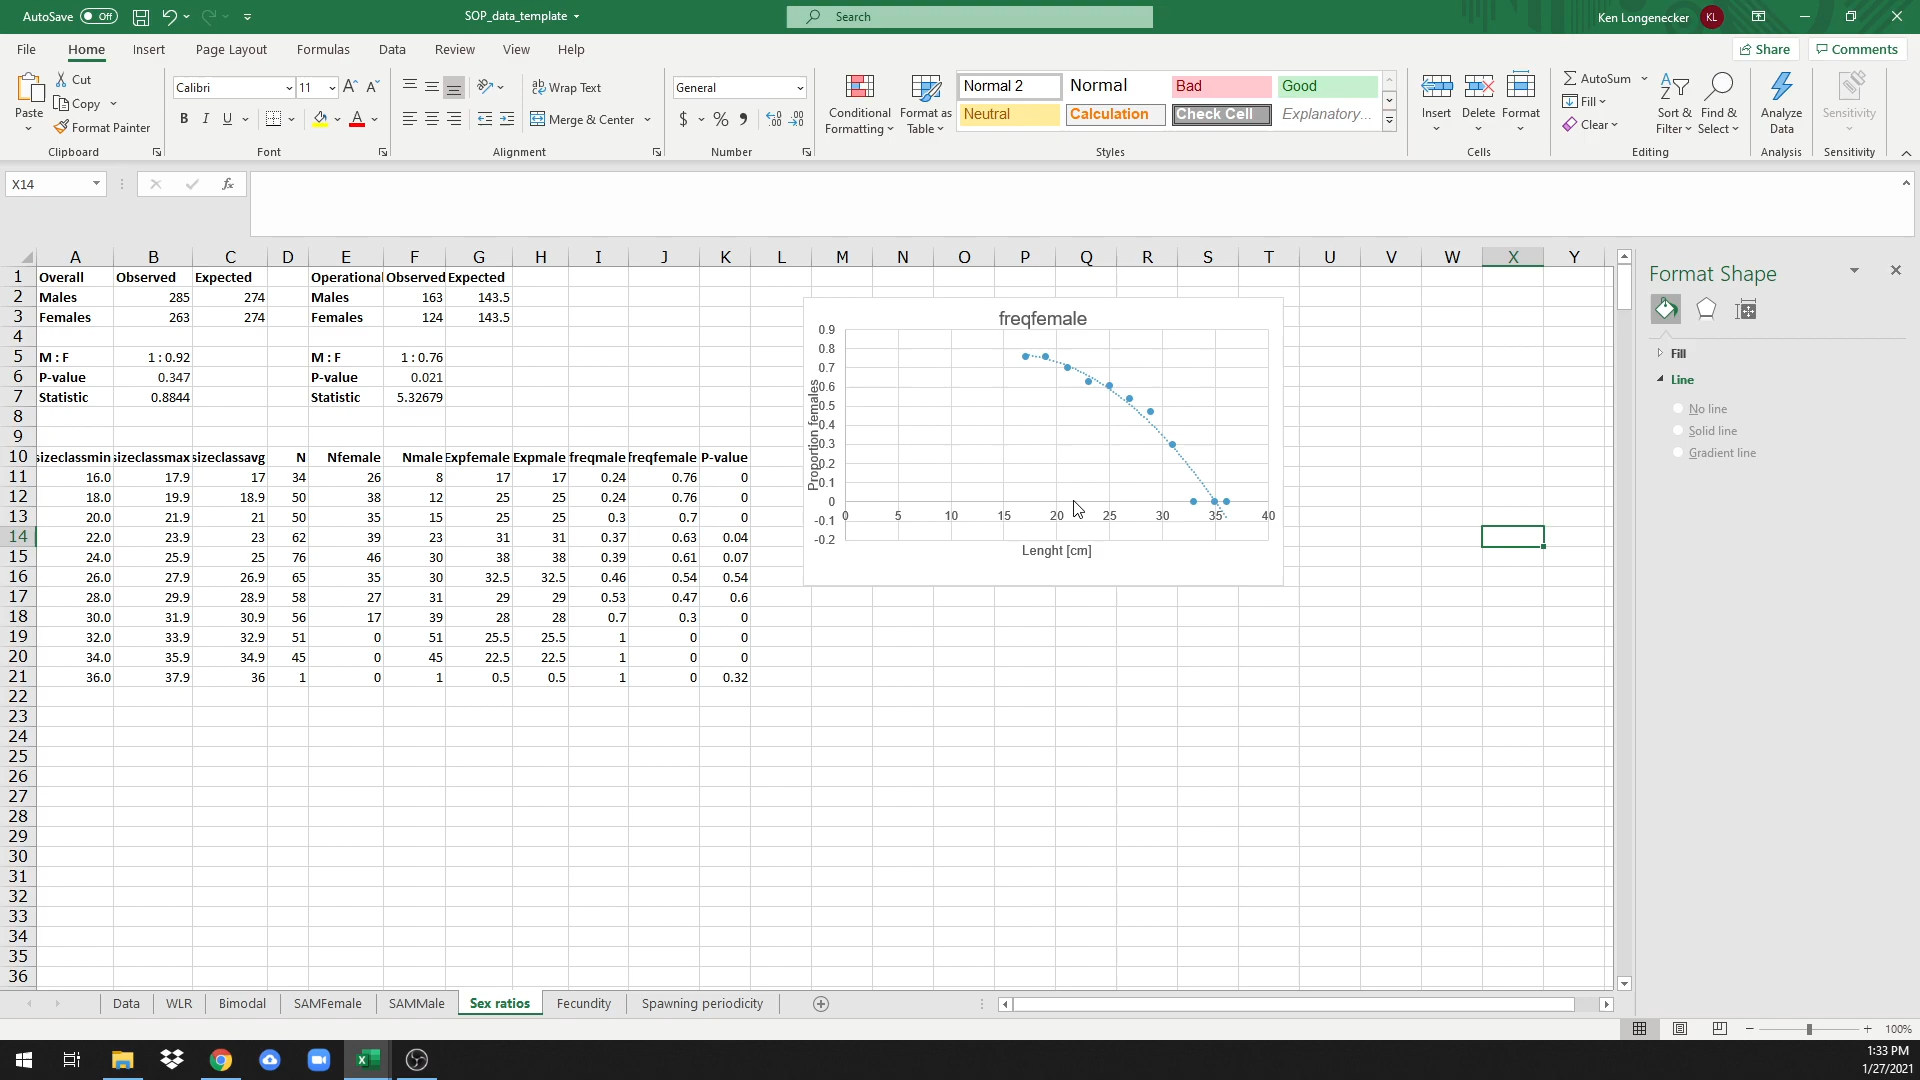 AutoSave Off SOP_data_template Search Ken Longenecker KL
File Home Insert Page Layout Formulas Data Review View Help Share Comments
Paste Cut Copy Format Painter Clipboard
Calibri 11 A A B I U A Font
Wrap Text Merge & Center Alignment
General $ % Number
Conditional Formatting Format as Table
Normal 2 Normal Bad Good
Neutral Calculation Check Cell Explanatory...
Styles
Insert Delete Format Cells
AutoSum Fill Clear Sort & Filter Find & Select Editing
Analyze Data Analysis
Sensitivity Sensitivity
X14 fx
A B C D E F G H I J K L M N O P Q R S T U V W X Y
1 Overall Observed Expected Operational Observed Expected
2 Males 285 274 Males 163 143.5
3 Females 263 274 Females 124 143.5
4
5 M : F 1 : 0.92 M : F 1 : 0.76
6 P-value 0.347 P-value 0.021
7 Statistic 0.8844 Statistic 5.32679
8
9
10 sizeclassmin sizeclassmax sizeclassavg N Nfemale Nmale Expfemale Expmale freqmale freqfemale P-value
11 16.0 17.9 17 34 26 8 17 17 0.24 0.76 0
12 18.0 19.9 18.9 50 38 12 25 25 0.24 0.76 0
13 20.0 21.9 21 50 35 15 25 25 0.3 0.7 0
14 22.0 23.9 23 62 39 23 31 31 0.37 0.63 0.04
15 24.0 25.9 25 76 46 30 38 38 0.39 0.61 0.07
16 26.0 27.9 26.9 65 35 30 32.5 32.5 0.46 0.54 0.54
17 28.0 29.9 28.9 58 27 31 29 29 0.53 0.47 0.6
18 30.0 31.9 30.9 56 17 39 28 28 0.7 0.3 0
19 32.0 33.9 32.9 51 0 51 25.5 25.5 1 0 0
20 34.0 35.9 34.9 45 0 45 22.5 22.5 1 0 0
21 36.0 37.9 36 1 0 1 0.5 0.5 1 0 0.32
22
23
24
25
26
27
28
29
30
31
32
33
34
35
36
freqfemale
Proportion females
0.9
0.8
0.7
0.6
0.5
0.4
0.3
0.2
0.1
0
-0.1
-0.2
0 5 10 15 20 25 30 35 40
Lenght [cm]
Format Shape
Fill
Line
No line
Solid line
Gradient line
Data WLR Bimodal SAMFemale SAMMale Sex ratios Fecundity Spawning periodicity
100%
1:33 PM
1/27/2021